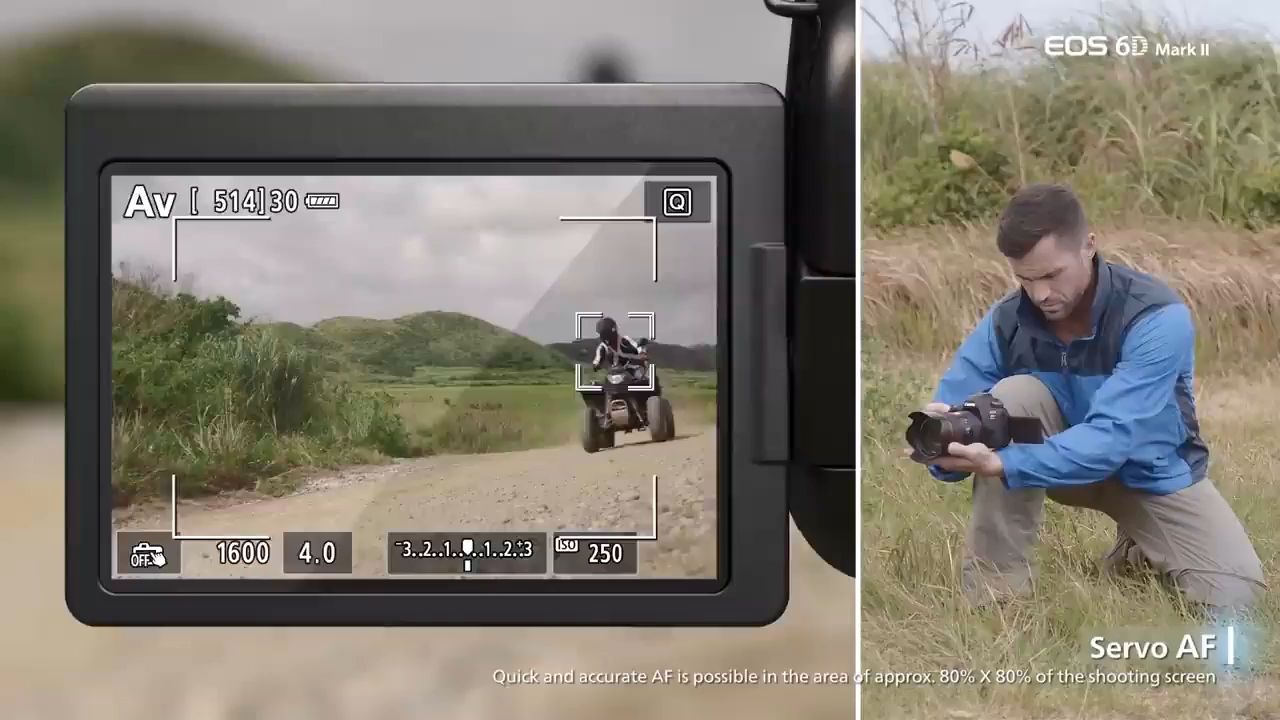 EOS 6D Mark II
Av [ 514]30
Q
OFF
1600 4.0 -3..2..1..0..1..2.:+3 ISO 250
Servo AF
Quick and accurate AF is possible in the area of approx. 80% X 80% of the shooting screen